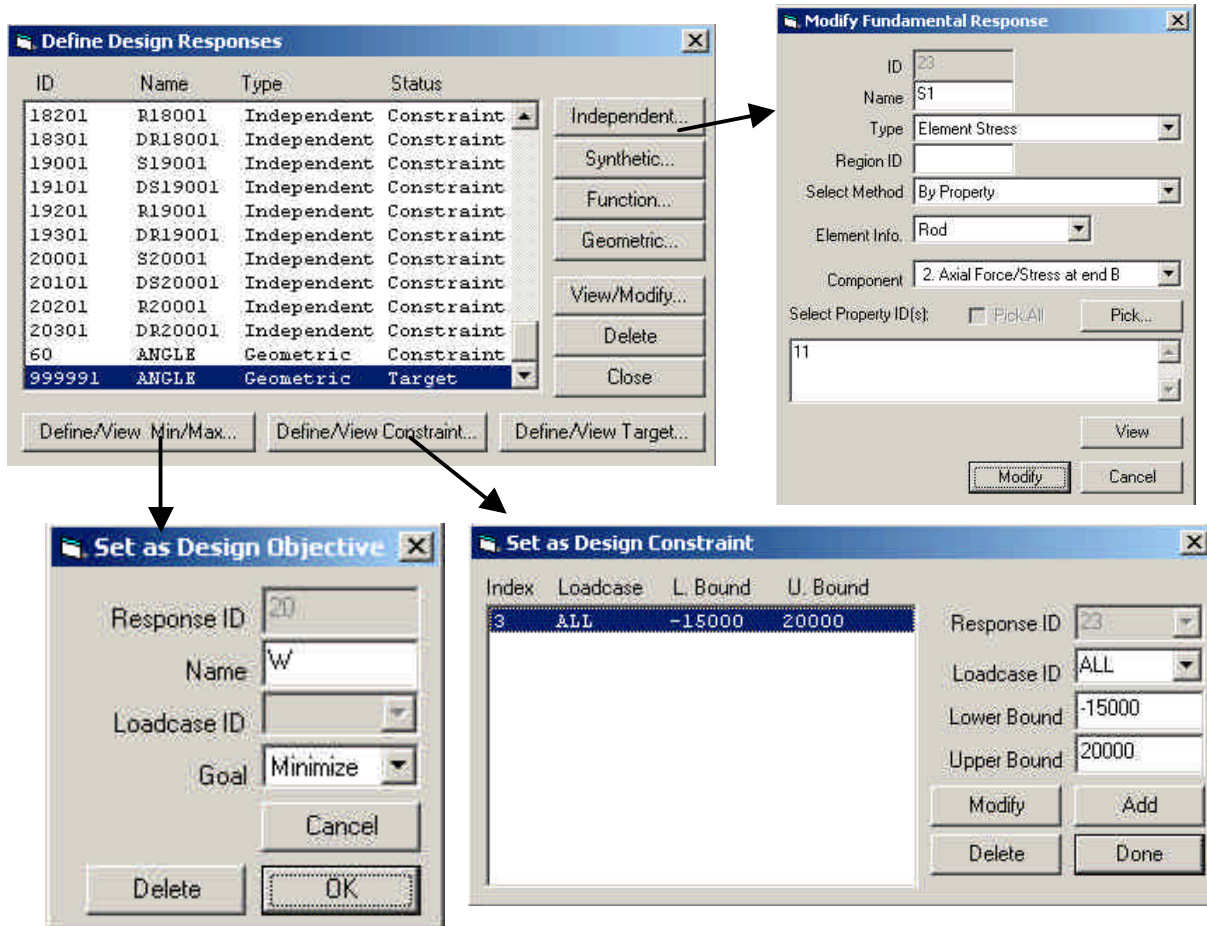 Define Design Responses
ID Name Type Status
18201 R18001 Independent Constraint
18301 DR18001 Independent Constraint
19001 S19001 Independent Constraint
19101 DS19001 Independent Constraint
19201 R19001 Independent Constraint
19301 DR19001 Independent Constraint
20001 S20001 Independent Constraint
20101 DS20001 Independent Constraint
20201 R20001 Independent Constraint
20301 DR20001 Independent Constraint
60 ANGLE Geometric Constraint
999991 ANGLE Geometric Target
Independent...
Synthetic...
Function...
Geometric...
View/Modify...
Delete
Close
Define/View Min/Max...
Define/View Constraint...
Define/View Target...
Modify Fundamental Response
ID 23
Name S1
Type Element Stress
Region ID
Select Method By Property
Element Info. Rod
Component 2. Axial Force/Stress at end B
Select Property ID(s): Pick All Pick...
11
View
Modify Cancel
Set as Design Objective
Response ID 20
Name W
Loadcase ID
Goal Minimize
Cancel
Delete OK
Set as Design Constraint
Index Loadcase L. Bound U. Bound
3 ALL -15000 20000
Response ID 23
Loadcase ID ALL
Lower Bound -15000
Upper Bound 20000
Modify Add
Delete Done